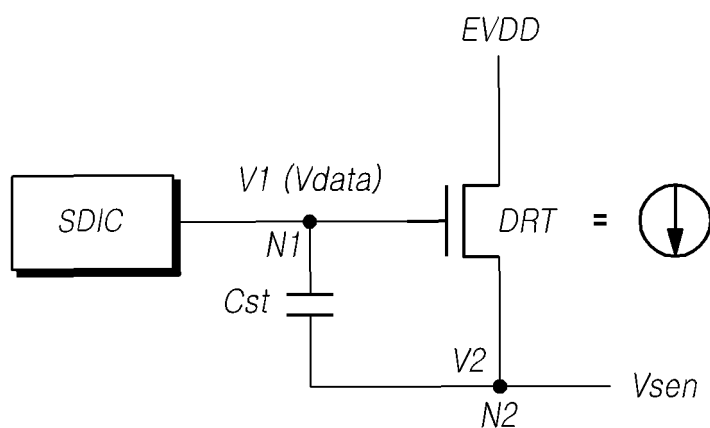 EVDD
V1 (Vdata)
SDIC
DRT =
N1
Cst
V2
Vsen
N2